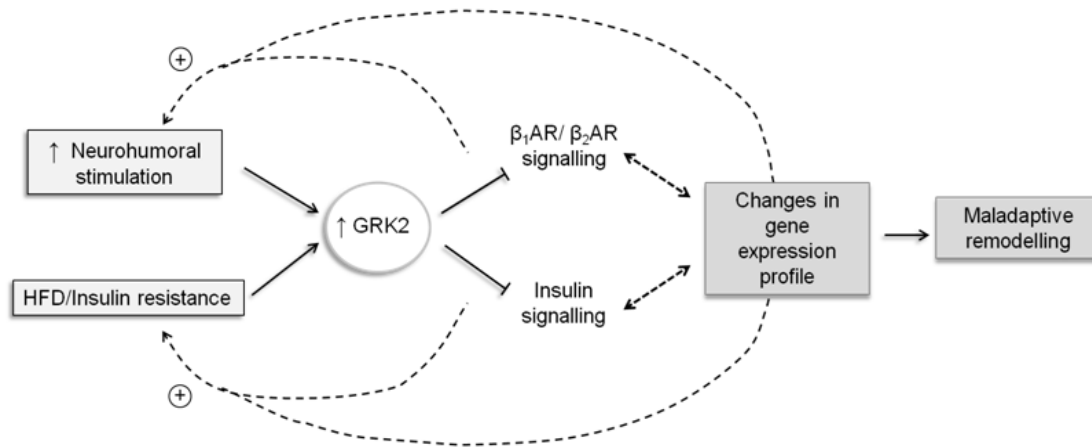 +
↑ Neurohumoral
stimulation
HFD/Insulin resistance
+
↑ GRK2
β₁AR/ β₂AR
signalling
Insulin
signalling
Changes in
gene
expression
profile
Maladaptive
remodelling